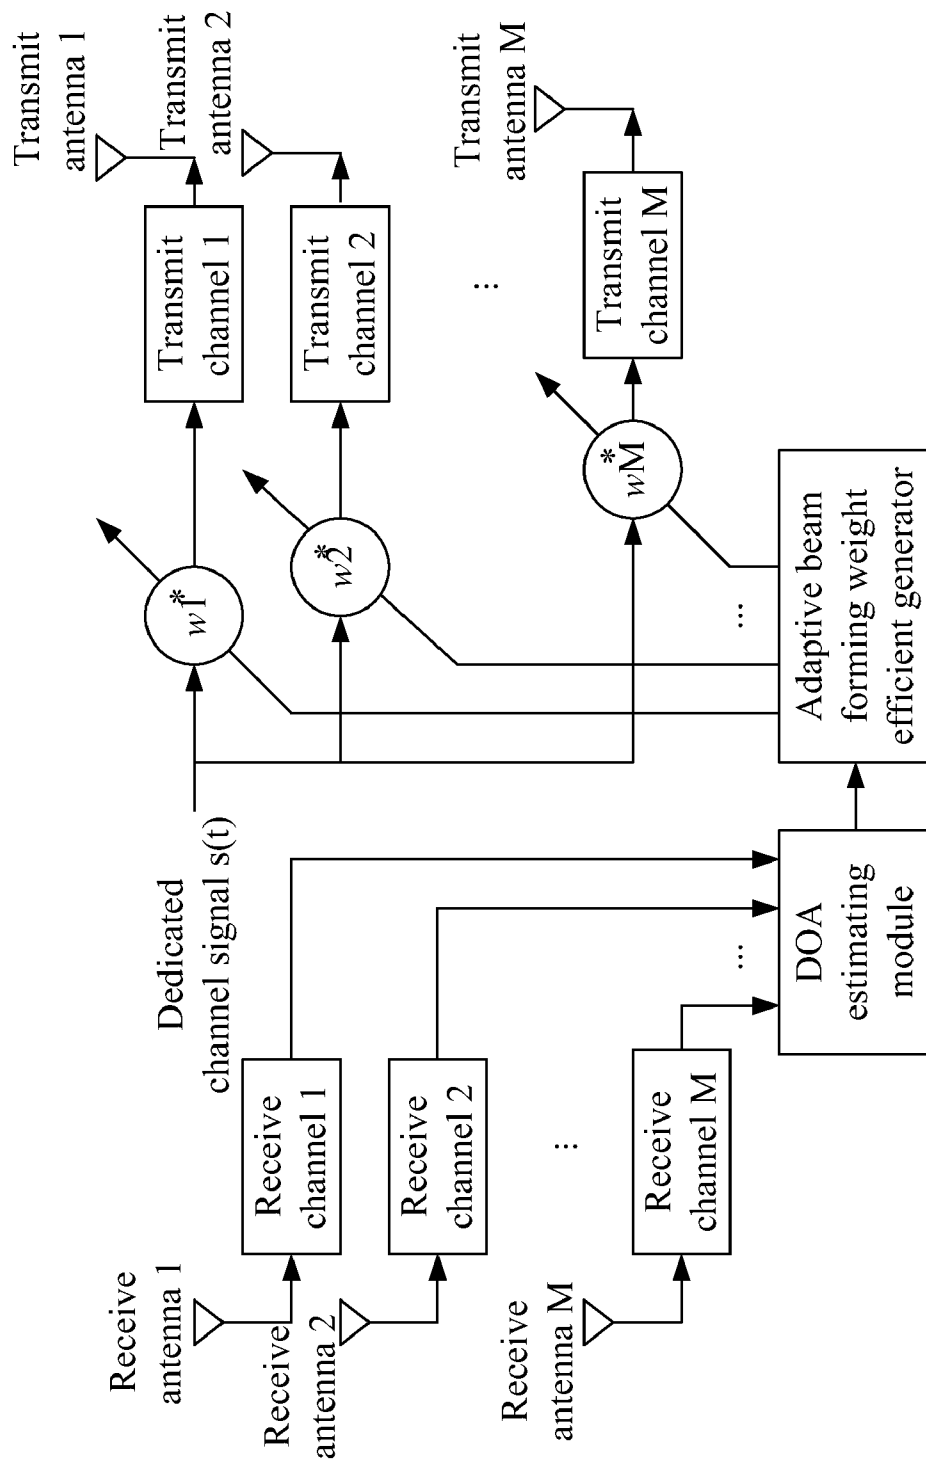 Receive
antenna 1
Receive
channel 1
Receive
antenna 2
Receive
channel 2
...
Receive
antenna M
Receive
channel M
...
DOA
estimating
module
Dedicated
channel signal s(t)
w1*
w2*
wM*
...
Adaptive beam
forming weight
efficient generator
Transmit
channel 1
Transmit
antenna 1
Transmit
channel 2
Transmit
antenna 2
...
Transmit
channel M
Transmit
antenna M